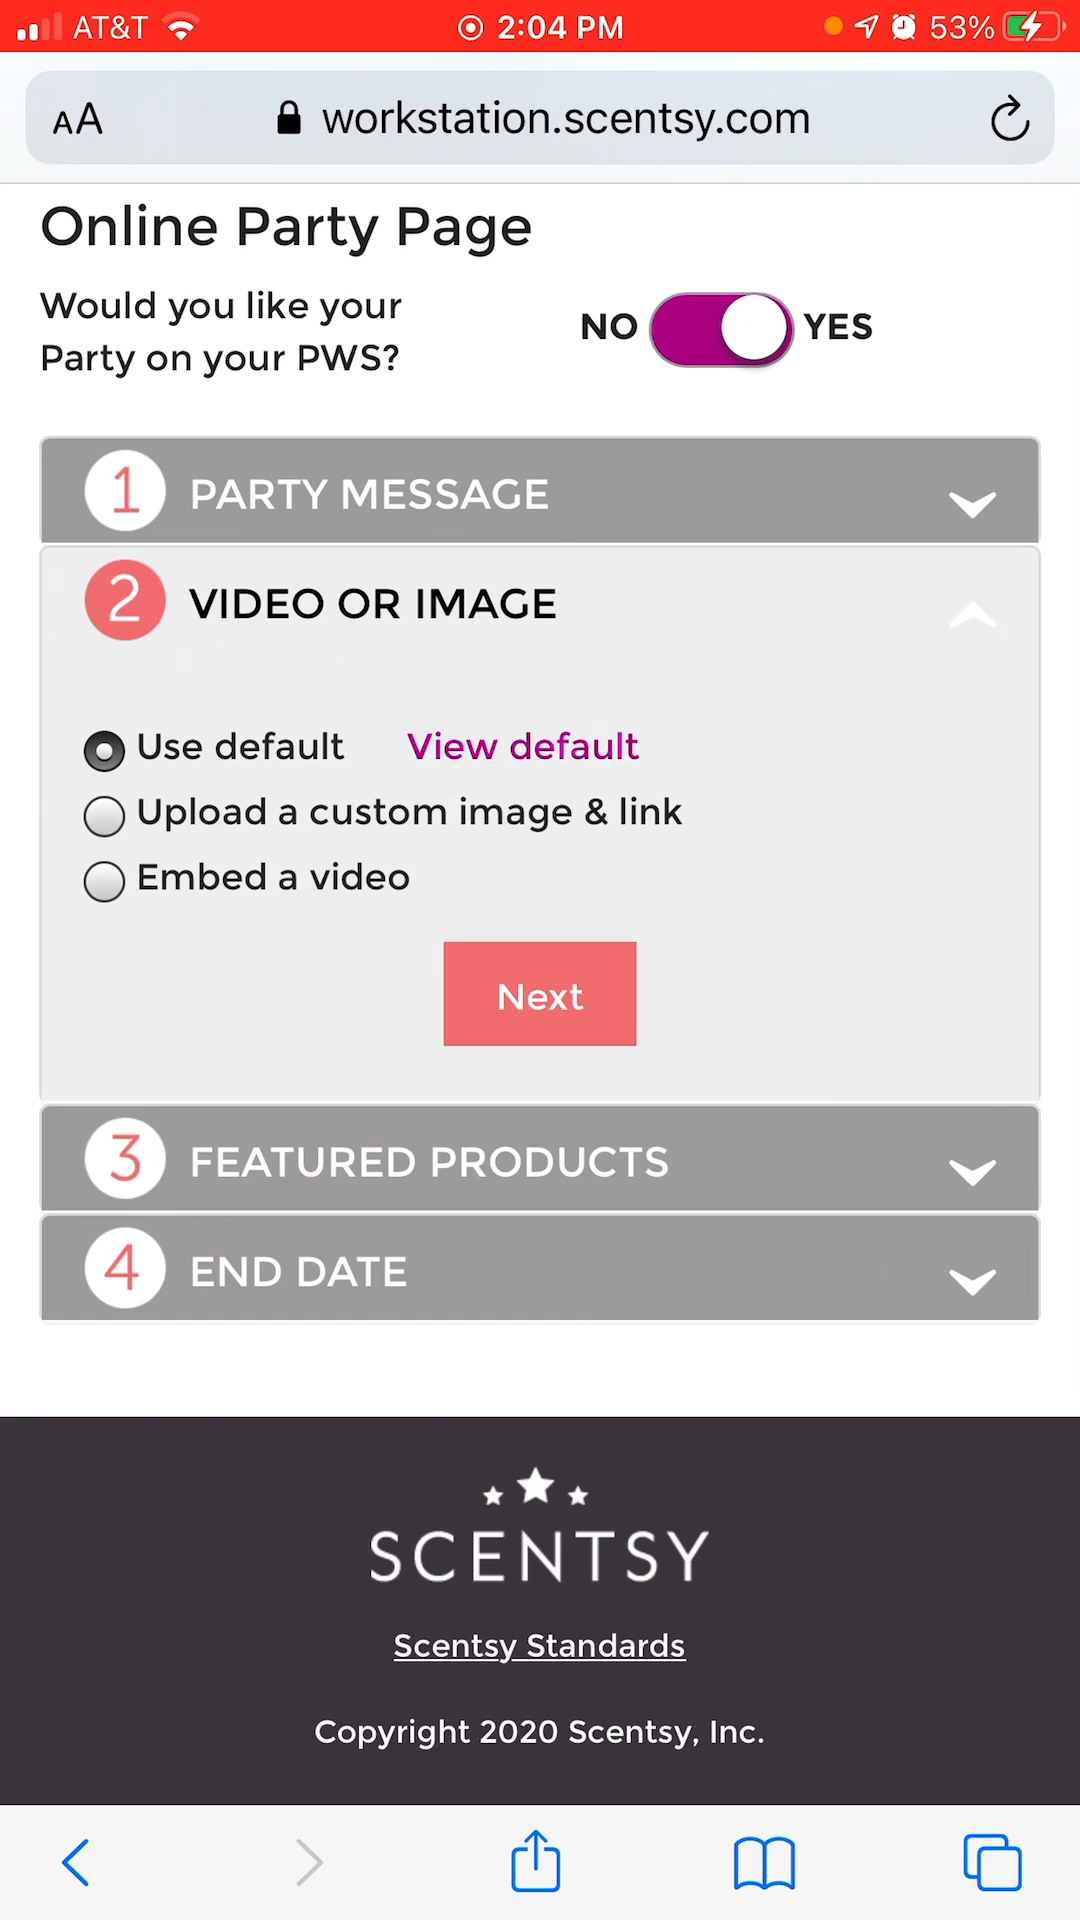 AT&T 2:04 PM 53%
AA workstation.scentsy.com
Online Party Page
Would you like your
Party on your PWS?
NO YES
1 PARTY MESSAGE
2 VIDEO OR IMAGE
Use default View default
Upload a custom image & link
Embed a video
Next
3 FEATURED PRODUCTS
4 END DATE
SCENTSY
Scentsy Standards
Copyright 2020 Scentsy, Inc.